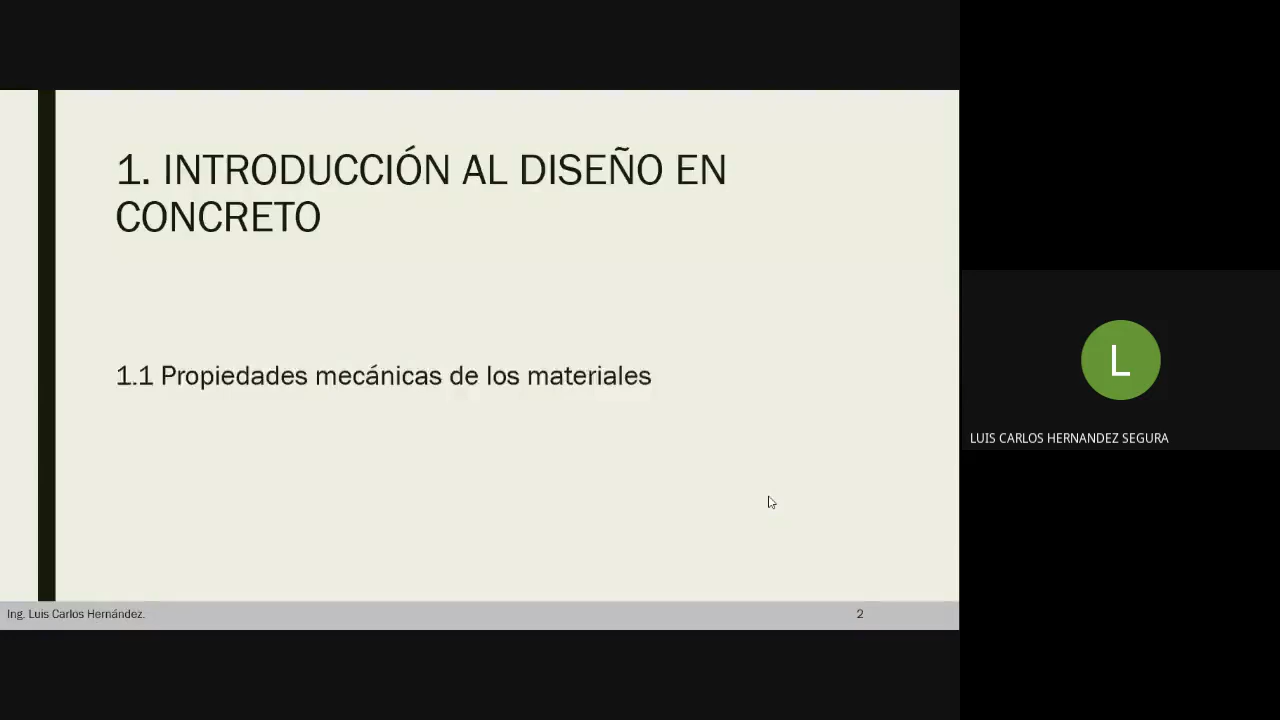 1. INTRODUCCIÓN AL DISEÑO EN
CONCRETO
1.1 Propiedades mecánicas de los materiales
Ing. Luis Carlos Hernández.
2
L
LUIS CARLOS HERNANDEZ SEGURA